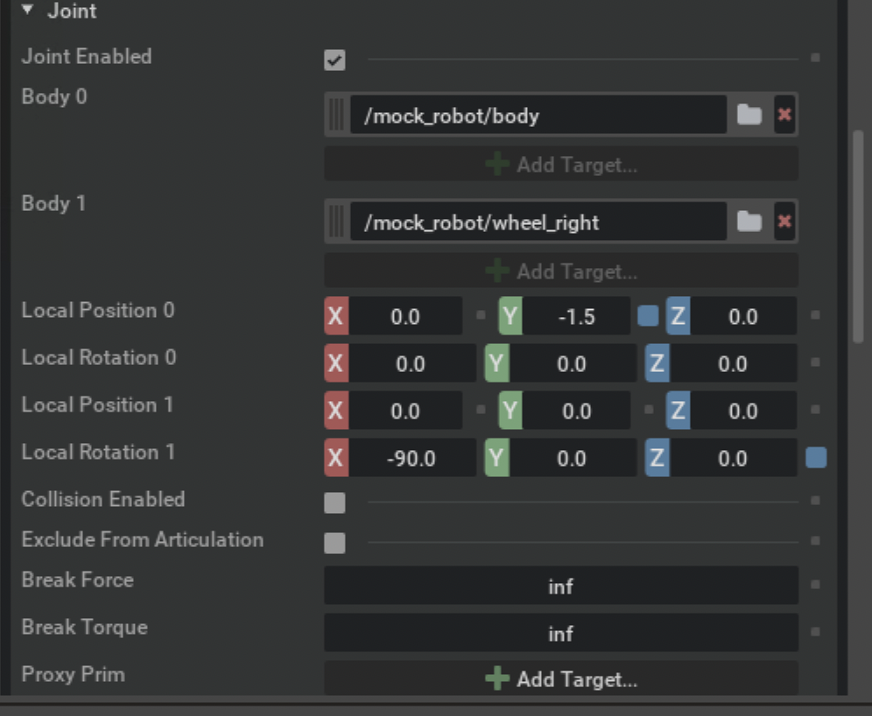 Joint
Joint Enabled
Body 0
/mock_robot/body
Add Target...
Body 1
/mock_robot/wheel_right
Add Target...
Local Position 0 X 0.0 Y -1.5 Z 0.0
Local Rotation 0 X 0.0 Y 0.0 Z 0.0
Local Position 1 X 0.0 Y 0.0 Z 0.0
Local Rotation 1 X -90.0 Y 0.0 Z 0.0
Collision Enabled
Exclude From Articulation
Break Force inf
Break Torque inf
Proxy Prim Add Target...